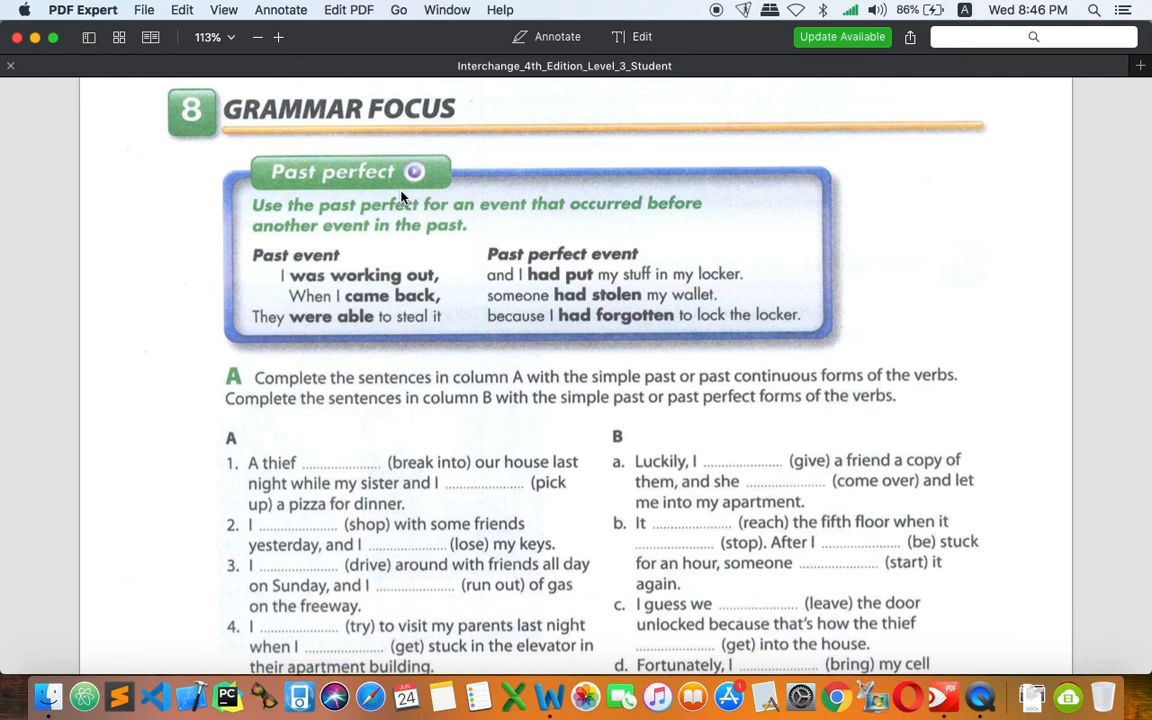 PDF Expert File Edit View Annotate Edit PDF Go Window Help 86% A Wed 8:46 PM
113% Annotate T Edit Update Available
Interchange_4th_Edition_Level_3_Student
8 GRAMMAR FOCUS
Past perfect
Use the past perfect for an event that occurred before
another event in the past.
Past event Past perfect event
I was working out, and I had put my stuff in my locker.
When I came back, someone had stolen my wallet.
They were able to steal it because I had forgotten to lock the locker.
A Complete the sentences in column A with the simple past or past continuous forms of the verbs.
Complete the sentences in column B with the simple past or past perfect forms of the verbs.
A
1. A thief .................... (break into) our house last
night while my sister and I .................... (pick
up) a pizza for dinner.
2. I .................... (shop) with some friends
yesterday, and I .................... (lose) my keys.
3. I .................... (drive) around with friends all day
on Sunday, and I .................... (run out) of gas
on the freeway.
4. I .................... (try) to visit my parents last night
when I .................... (get) stuck in the elevator in
their apartment building.
B
a. Luckily, I .................... (give) a friend a copy of
them, and she .................... (come over) and let
me into my apartment.
b. It .................... (reach) the fifth floor when it
.................... (stop). After I .................... (be) stuck
for an hour, someone .................... (start) it
again.
c. I guess we .................... (leave) the door
unlocked because that's how the thief
.................... (get) into the house.
d. Fortunately, I .................... (bring) my cell
JUN
24
PC
PDF
1
DOCX